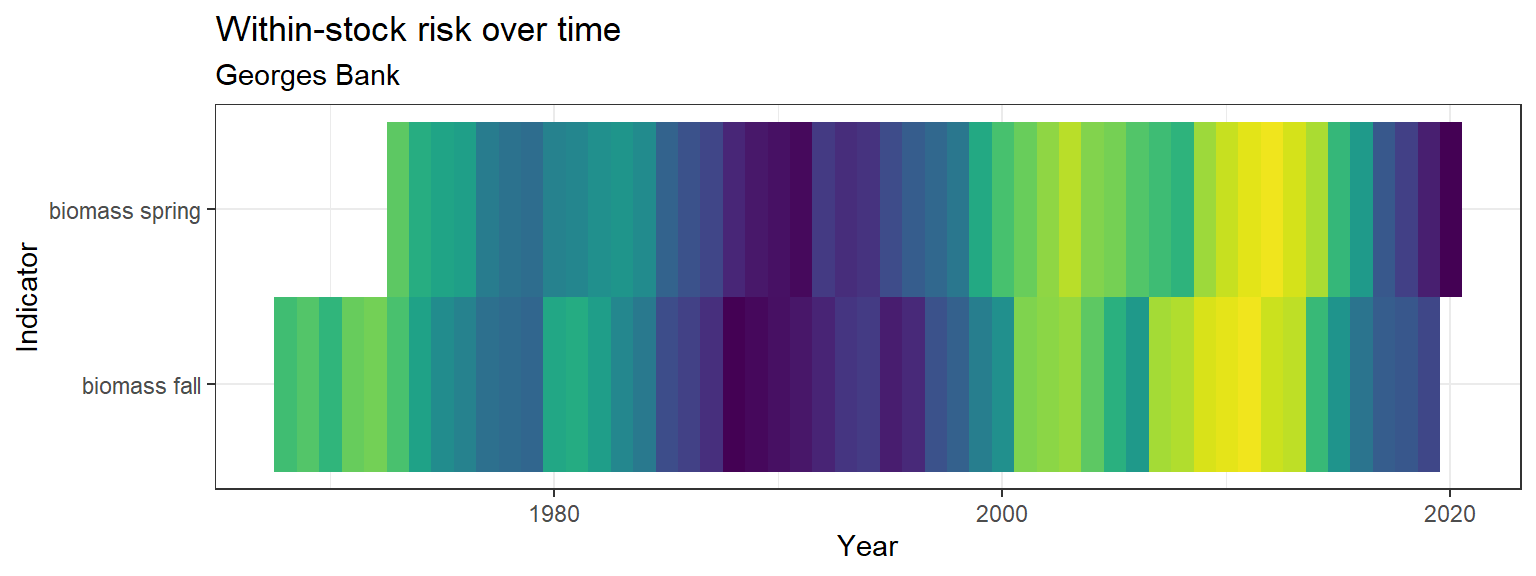 Within-stock risk over time
Georges Bank
Indicator
biomass spring
biomass fall
1980
2000
2020
Year